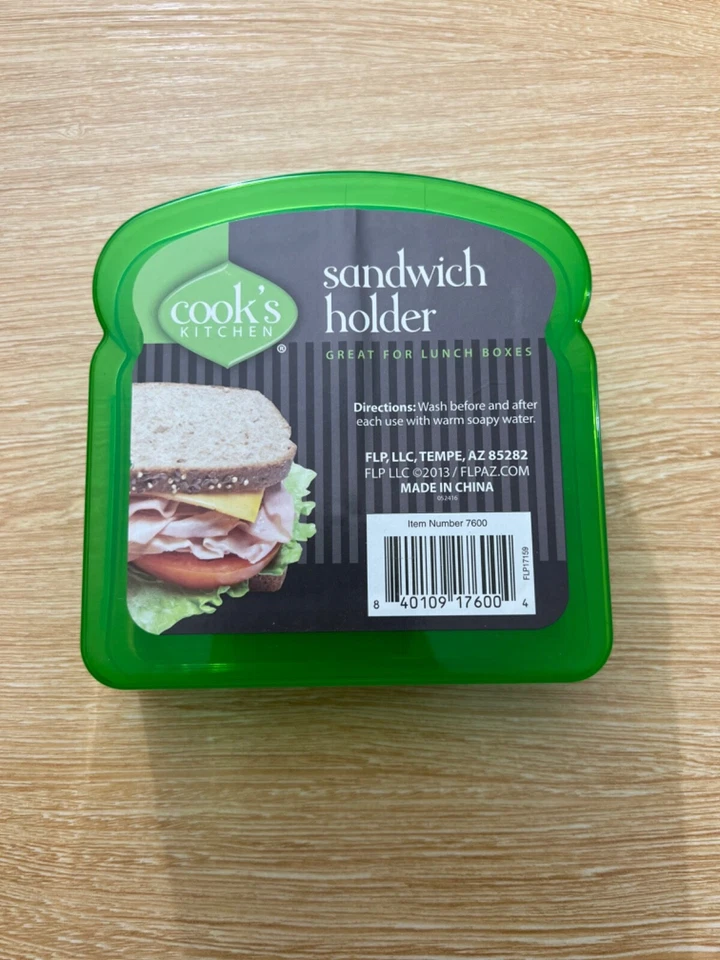 cook's
KITCHEN
®
sandwich
holder
GREAT FOR LUNCH BOXES
Directions: Wash before and after
each use with warm soapy water.
FLP, LLC, TEMPE, AZ 85282
FLP LLC ©2013 / FLPAZ.COM
MADE IN CHINA
052416
Item Number 7600
FLP17159
8 40109 17600 4